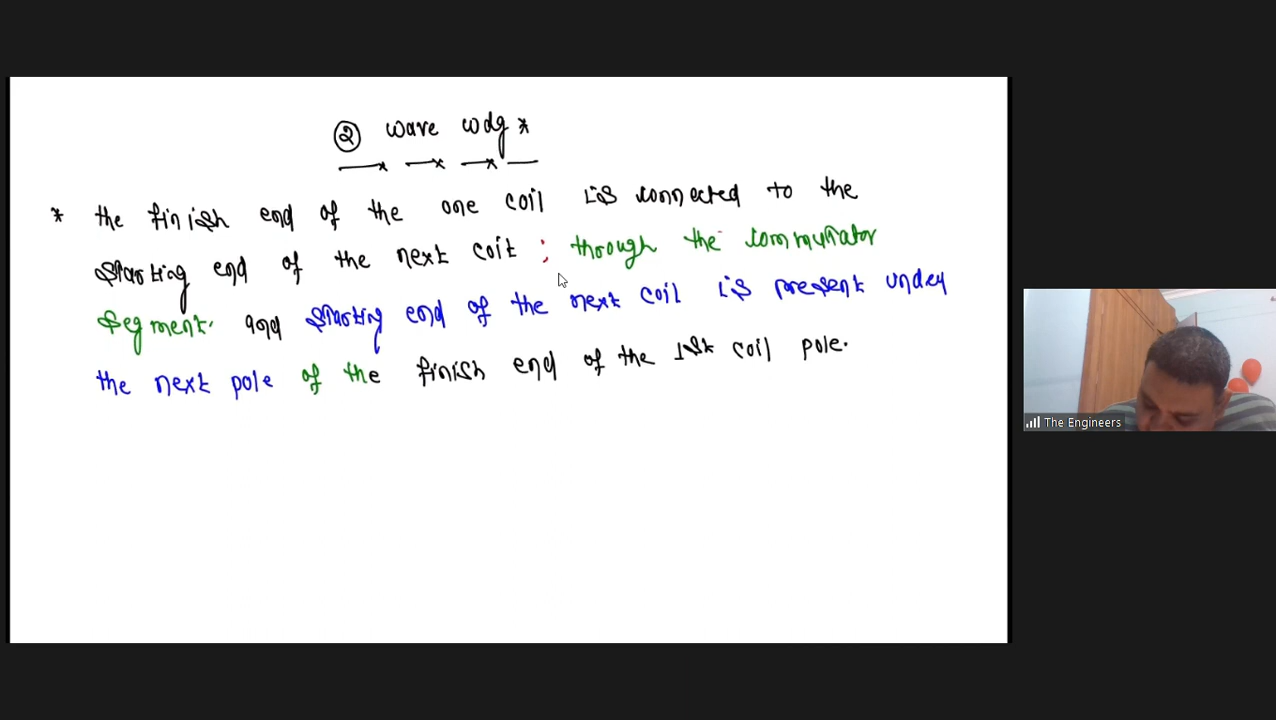 ② wave wdg *
* the finish end of the one coil is connected to the
starting end of the next coil ; through the commutator
segment. and starting end of the next coil is present under
the next pole of the finish end of the 1st coil pole.
The Engineers